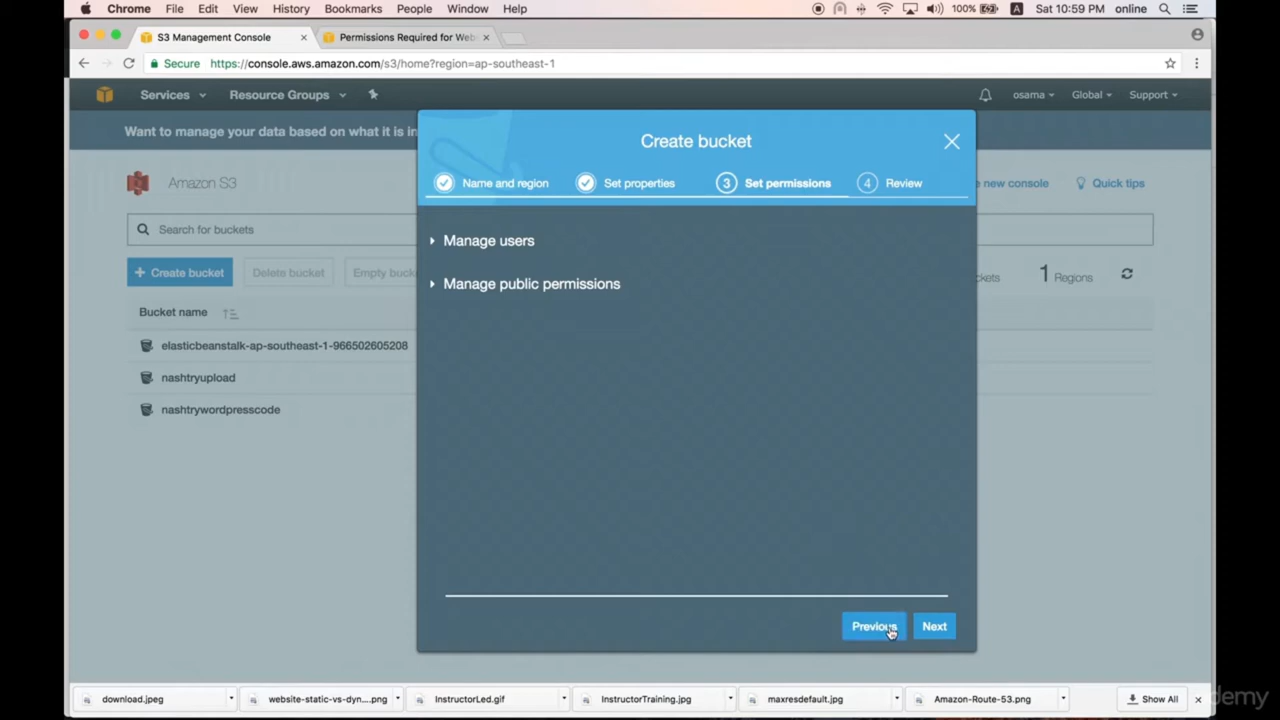 Chrome File Edit View History Bookmarks People Window Help 100% A Sat 10:59 PM online
S3 Management Console × Permissions Required for Web ×
Secure https://console.aws.amazon.com/s3/home?region=ap-southeast-1
Services Resource Groups osama Global Support
Want to manage your data based on what it is in
Create bucket
Name and region Set properties 3 Set permissions 4 Review
Amazon S3 new console Quick tips
Search for buckets
Manage users
+ Create bucket Delete bucket Empty 1 Regions
Manage public permissions
Bucket name
elasticbeanstalk-ap-southeast-1-966502605208
nashtryupload
nashtrywordpresscode
Previous Next
download.jpeg website-static-vs-dyn....png InstructorLed.gif InstructorTraining.jpg maxresdefault.jpg Amazon-Route-53.png Show All ×